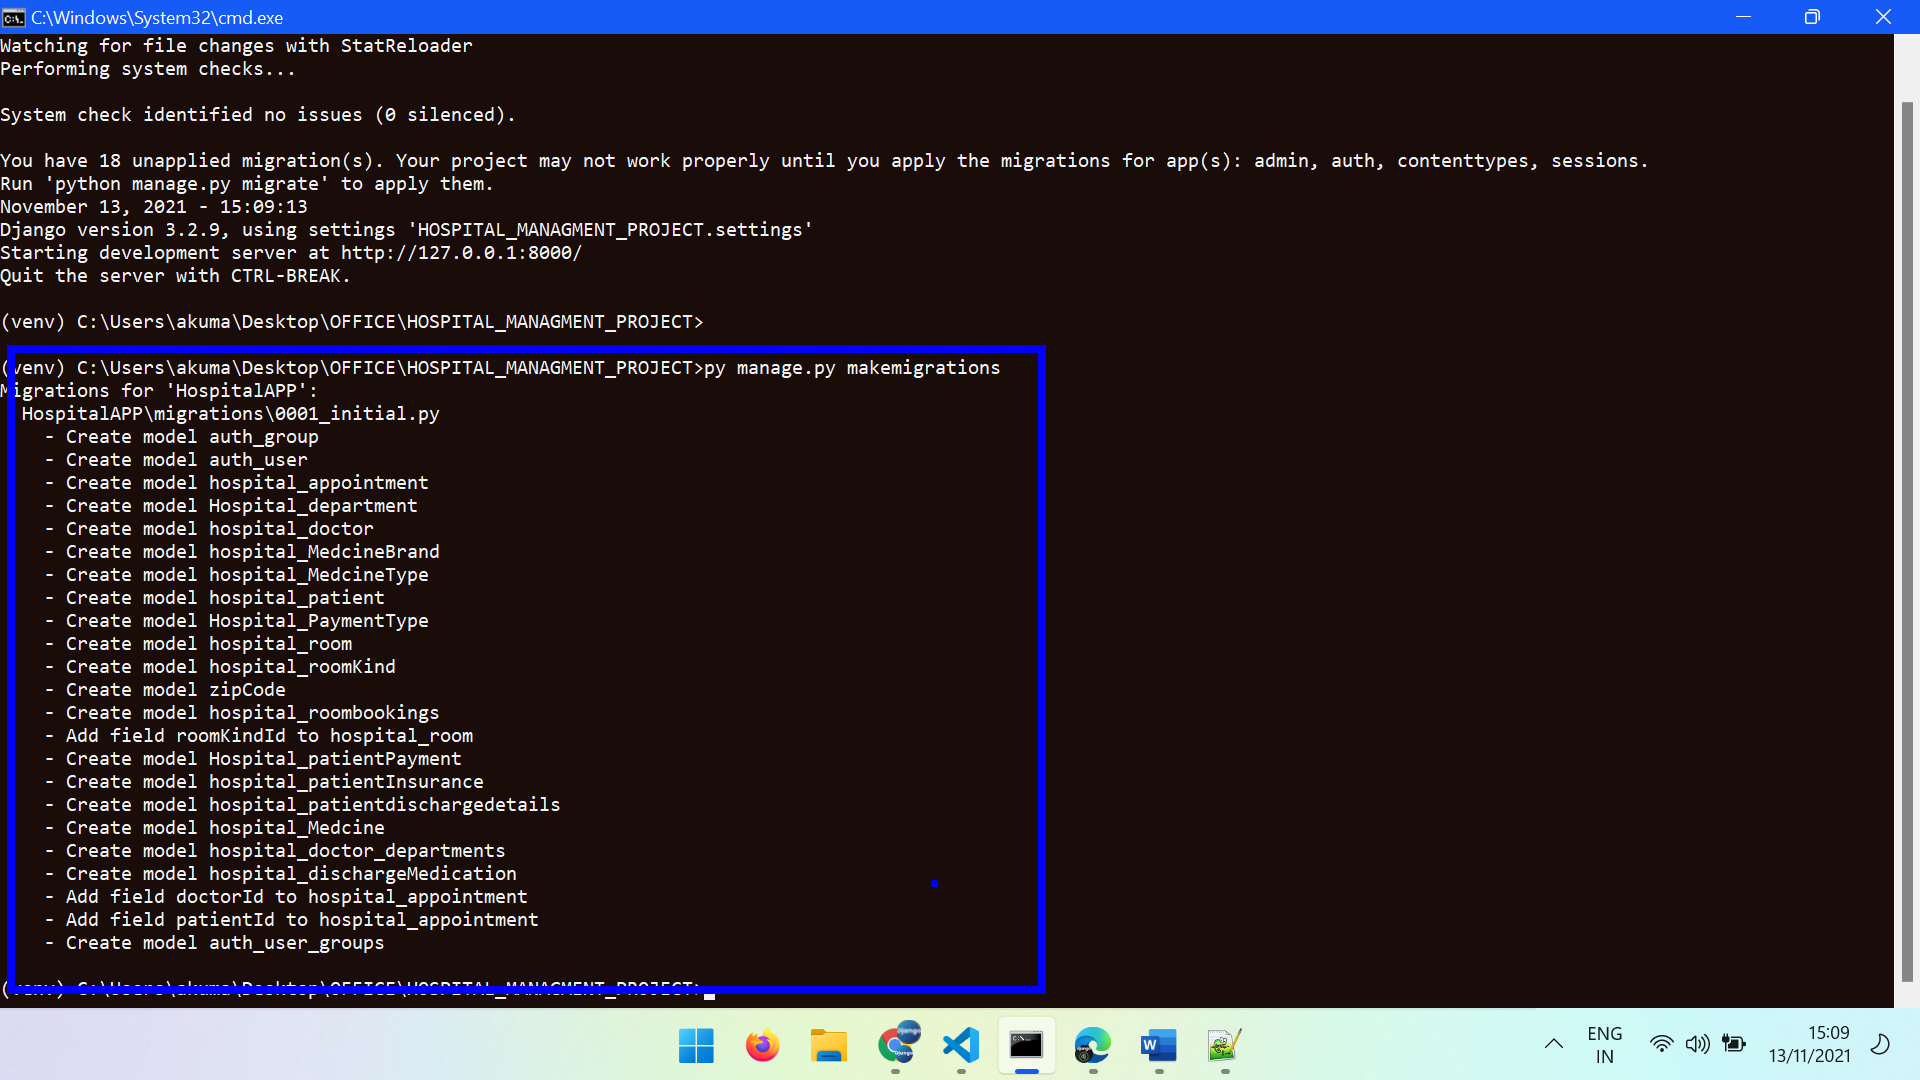 C:\Windows\System32\cmd.exe
Watching for file changes with StatReloader
Performing system checks...
System check identified no issues (0 silenced).
You have 18 unapplied migration(s). Your project may not work properly until you apply the migrations for app(s): admin, auth, contenttypes, sessions.
Run 'python manage.py migrate' to apply them.
November 13, 2021 - 15:09:13
Django version 3.2.9, using settings 'HOSPITAL_MANAGMENT_PROJECT.settings'
Starting development server at http://127.0.0.1:8000/
Quit the server with CTRL-BREAK.
(venv) C:\Users\akuma\Desktop\OFFICE\HOSPITAL_MANAGMENT_PROJECT>
(venv) C:\Users\akuma\Desktop\OFFICE\HOSPITAL_MANAGMENT_PROJECT>py manage.py makemigrations
Migrations for 'HospitalAPP':
HospitalAPP\migrations\0001_initial.py
- Create model auth_group
- Create model auth_user
- Create model hospital_appointment
- Create model Hospital_department
- Create model hospital_doctor
- Create model hospital_MedcineBrand
- Create model hospital_MedcineType
- Create model hospital_patient
- Create model Hospital_PaymentType
- Create model hospital_room
- Create model hospital_roomKind
- Create model zipCode
- Create model hospital_roombookings
- Add field roomKindId to hospital_room
- Create model Hospital_patientPayment
- Create model hospital_patientInsurance
- Create model hospital_patientdischargedetails
- Create model hospital_Medcine
- Create model hospital_doctor_departments
- Create model hospital_dischargeMedication
- Add field doctorId to hospital_appointment
- Add field patientId to hospital_appointment
- Create model auth_user_groups
(venv) C:\Users\akuma\Desktop\OFFICE\HOSPITAL_MANAGMENT_PROJECT>
ENG
IN
15:09
13/11/2021